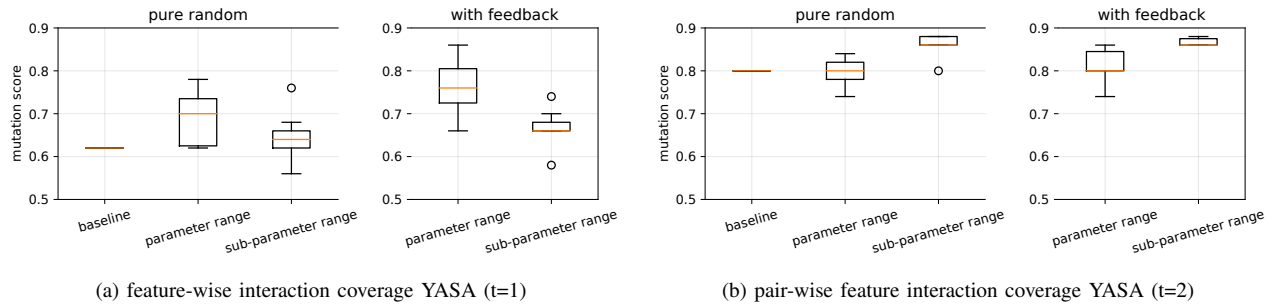 pure random
with feedback
mutation score
0.9
0.8
0.7
0.6
0.5
baseline
parameter range
sub-parameter range
0.9
0.8
0.7
0.6
0.5
parameter range
sub-parameter range
(a) feature-wise interaction coverage YASA (t=1)
pure random
with feedback
mutation score
0.9
0.8
0.7
0.6
0.5
baseline
parameter range
sub-parameter range
0.9
0.8
0.7
0.6
0.5
parameter range
sub-parameter range
(b) pair-wise feature interaction coverage YASA (t=2)